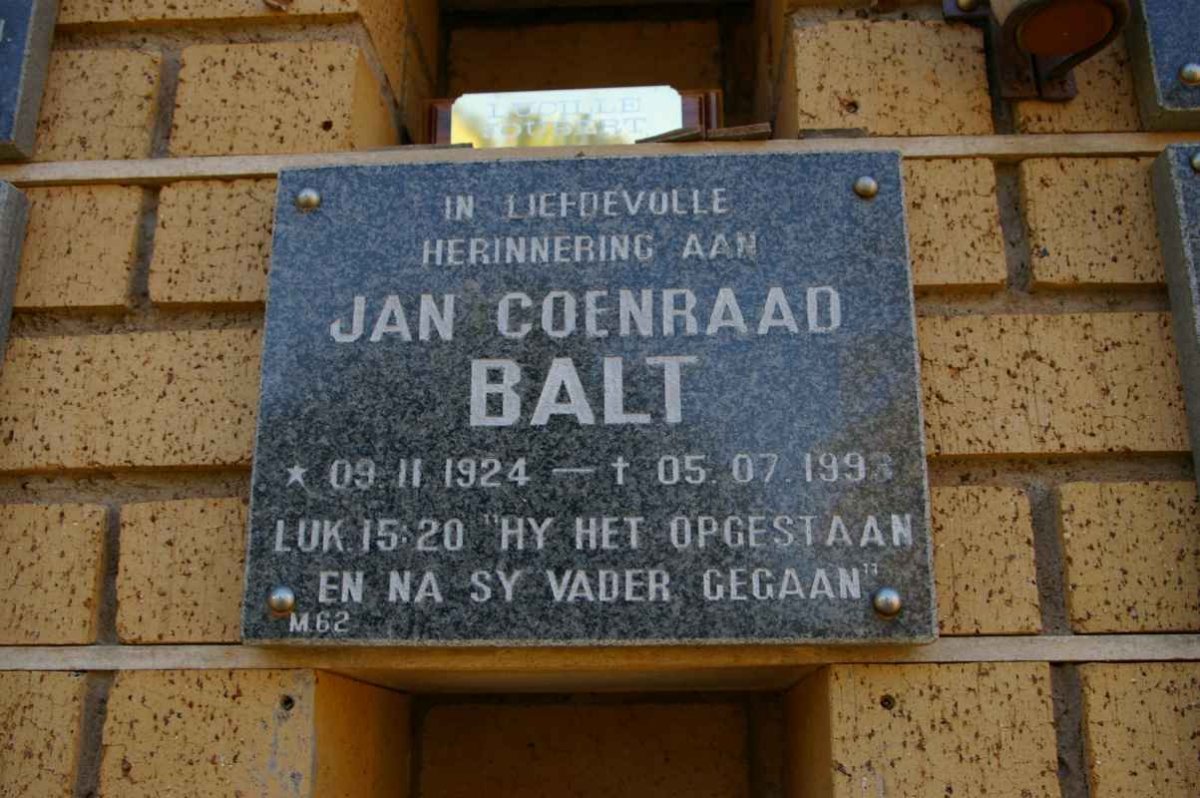 LUCILLE
JOUBERT
IN LIEFDEVOLLE
HERINNERING AAN
JAN COENRAAD
BALT
★ 09.11 1924 — † 05.07.1993
LUK.15:20 "HY HET OPGESTAAN
EN NA SY VADER GEGAAN"
M62